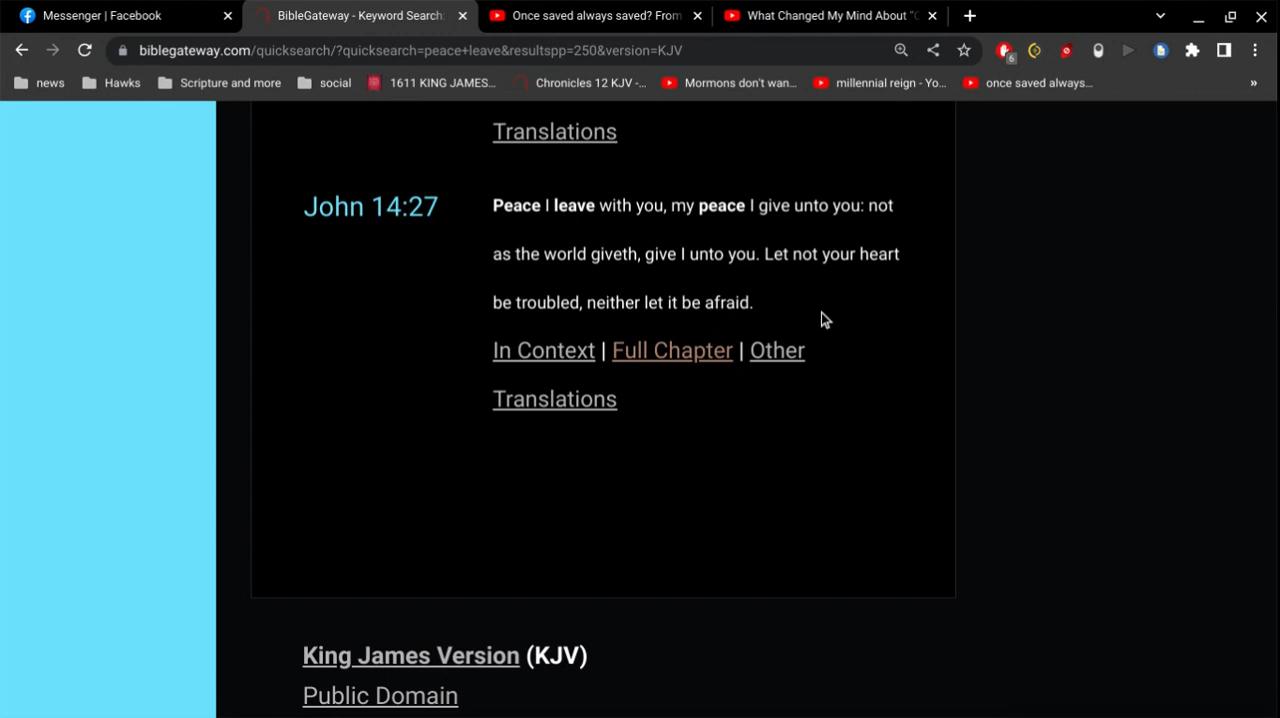 Messenger | Facebook
BibleGateway - Keyword Search:
Once saved always saved? From
What Changed My Mind About "O
biblegateway.com/quicksearch/?quicksearch=peace+leave&resultspp=250&version=KJV
6
news
Hawks
Scripture and more
social
1611 KING JAMES...
Chronicles 12 KJV -...
Mormons don't wan...
millennial reign - Yo...
once saved always...
»
Translations
John 14:27
Peace I leave with you, my peace I give unto you: not
as the world giveth, give I unto you. Let not your heart
be troubled, neither let it be afraid.
In Context | Full Chapter | Other
Translations
King James Version (KJV)
Public Domain